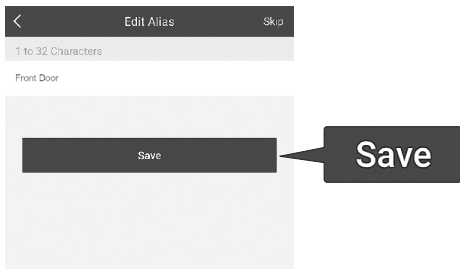 Edit Alias Skip
1 to 32 Characters
Front Door
Save
Save